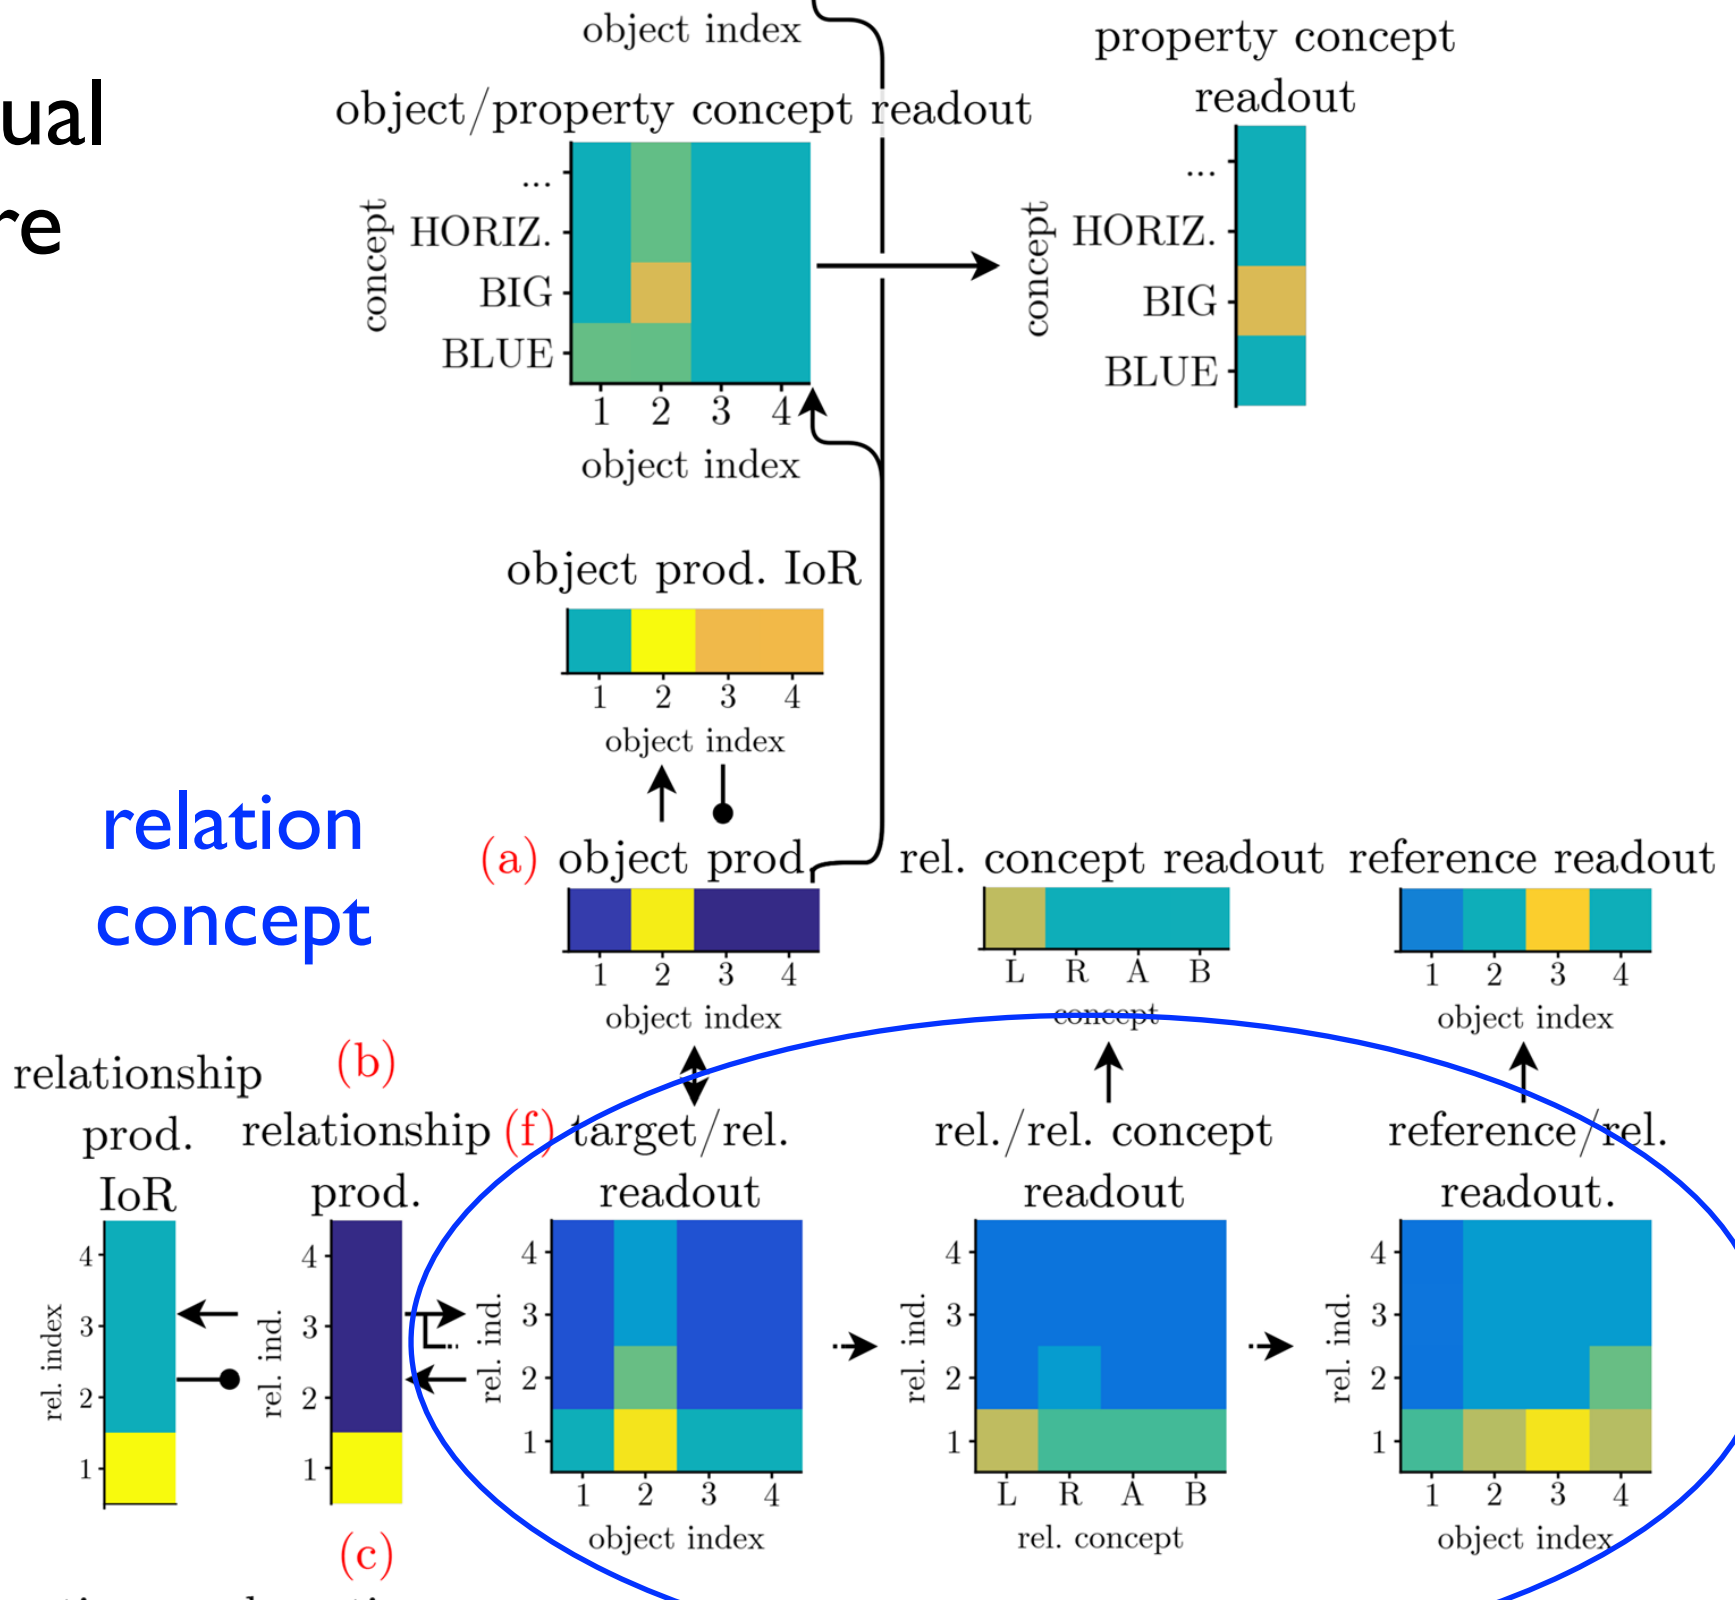 object index
property concept
readout
ual
re
object/property concept readout
concept
...
HORIZ.
BIG
BLUE
1 2 3 4
object index
concept
...
HORIZ.
BIG
BLUE
object prod. IoR
1 2 3 4
object index
relation
concept
(a) object prod.
1 2 3 4
object index
rel. concept readout
L R A B
concept
reference readout
1 2 3 4
object index
relationship
prod.
IoR
rel. index
4
3
2
1
(b)
relationship
prod.
rel. ind.
4
3
2
1
(c)
(f) target/rel.
readout
rel. ind.
4
3
2
1
1 2 3 4
object index
rel./rel. concept
readout
rel. ind.
4
3
2
1
L R A B
rel. concept
reference/rel.
readout.
rel. ind.
4
3
2
1
1 2 3 4
object index